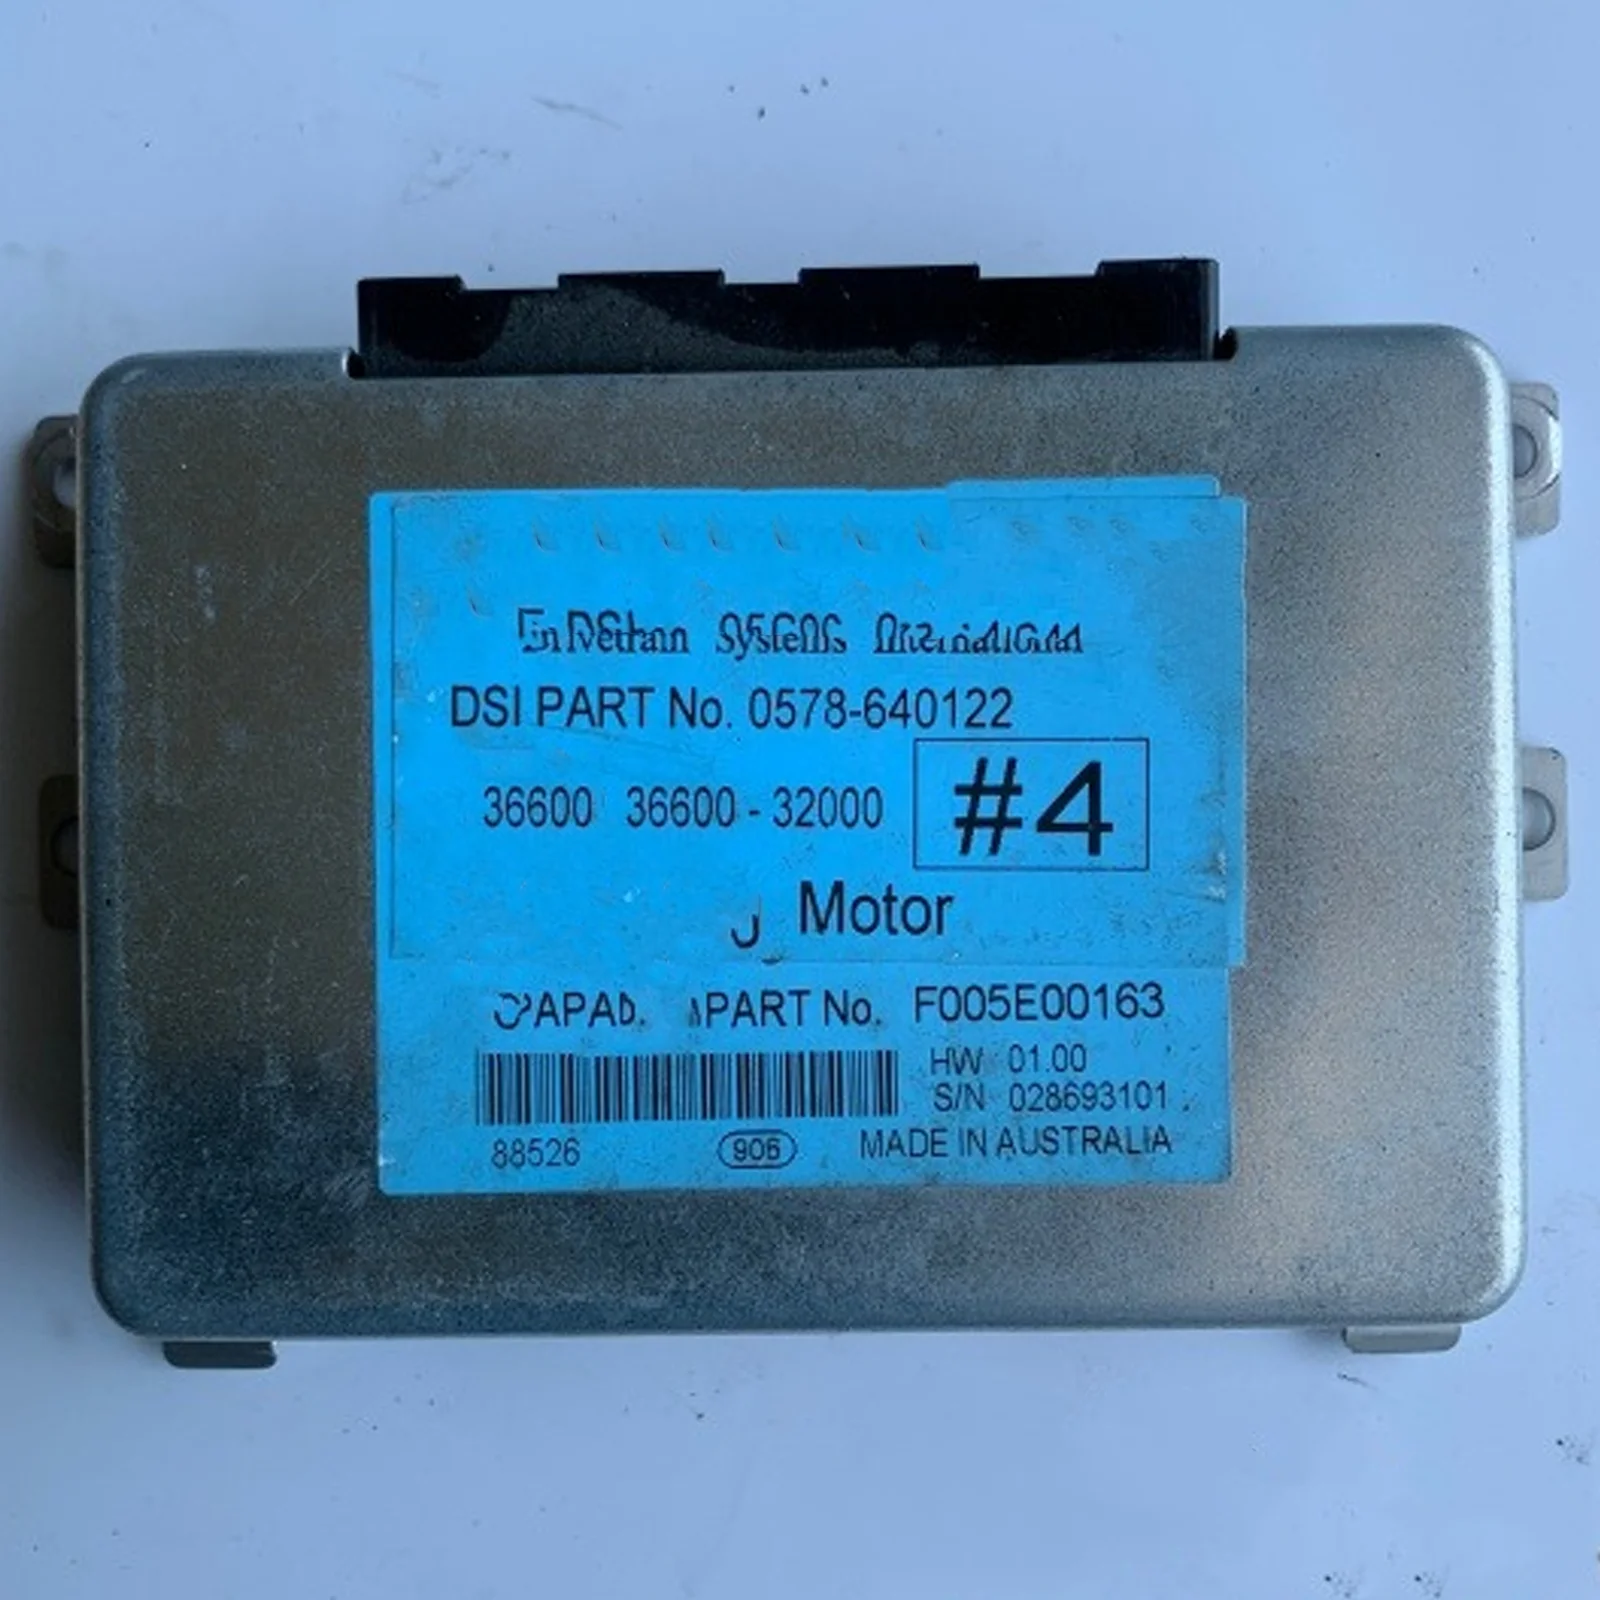 DSI PART No. 0578-640122
36600 36600-32000
#4
Motor
PART No. F005E00163
HW 01.00
S/N 028693101
88526 906 MADE IN AUSTRALIA